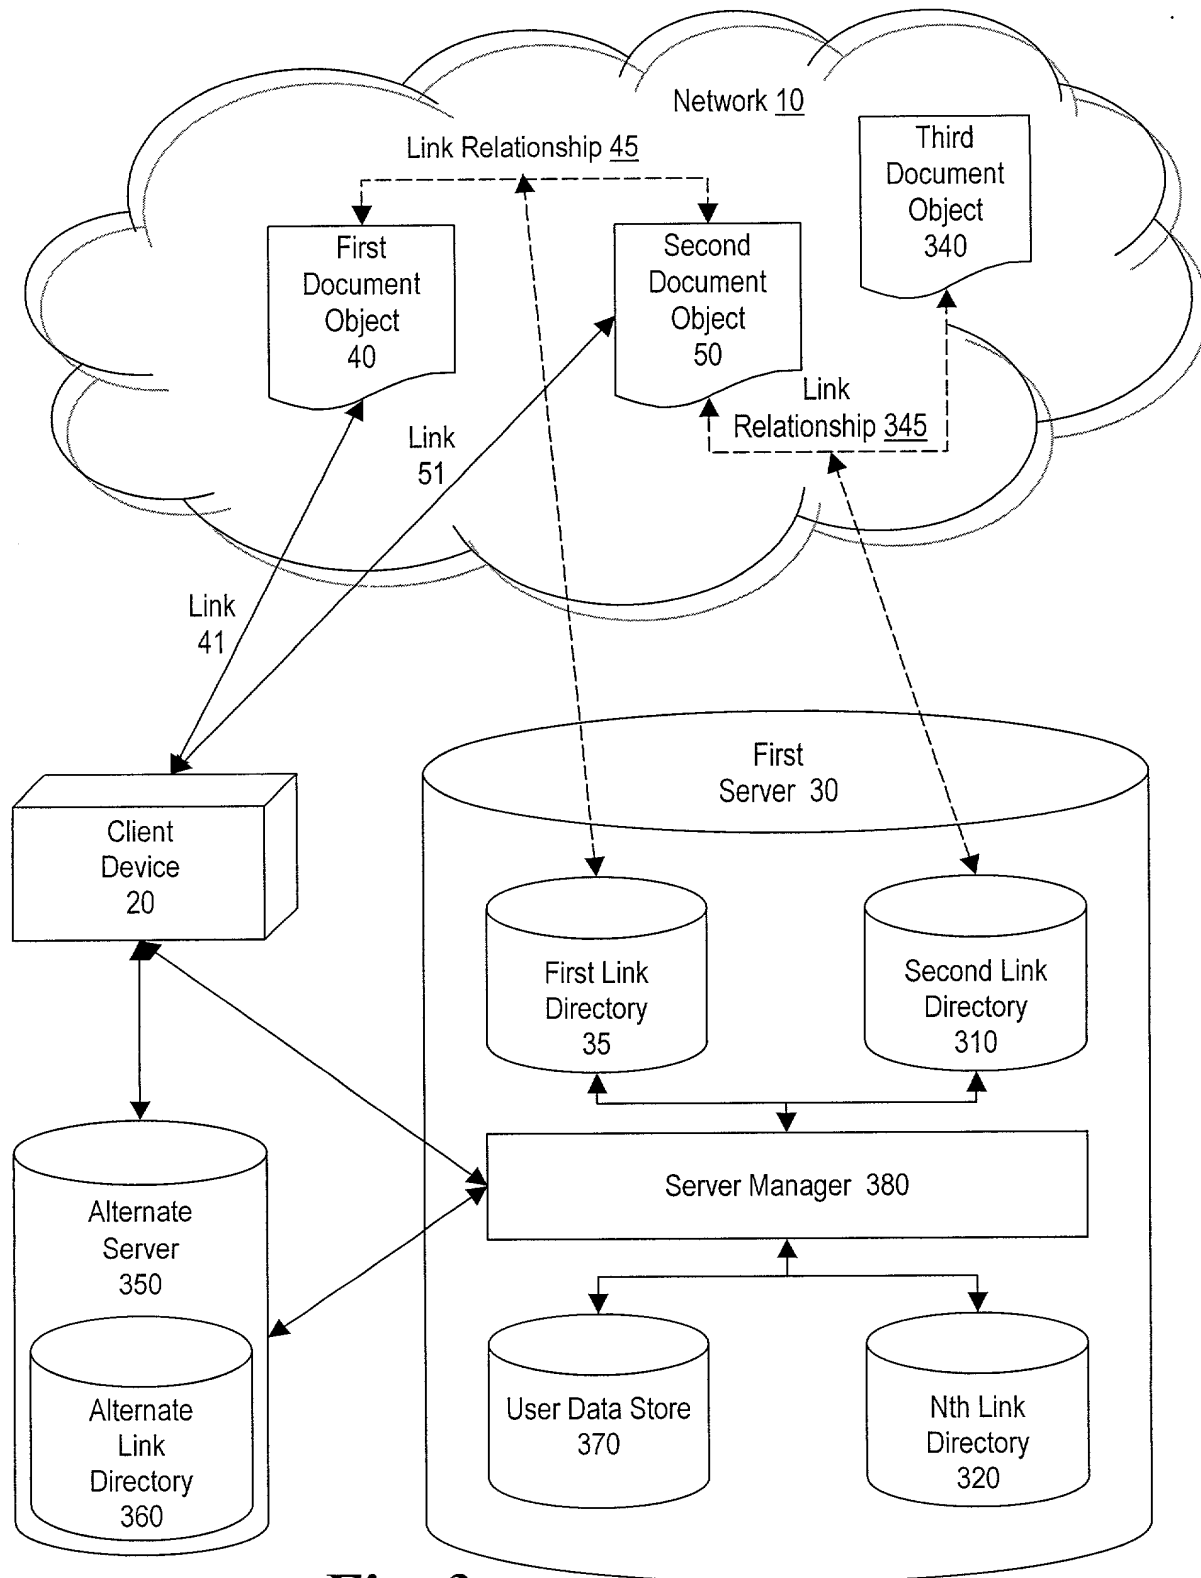 Network 10
Link Relationship 45
Third
Document
Object
340
First
Document
Object
40
Second
Document
Object
50
Link
Relationship 345
Link
51
Link
41
First
Server 30
Client
Device
20
First Link
Directory
35
Second Link
Directory
310
Server Manager 380
Alternate
Server
350
Alternate
Link
Directory
360
User Data Store
370
Nth Link
Directory
320